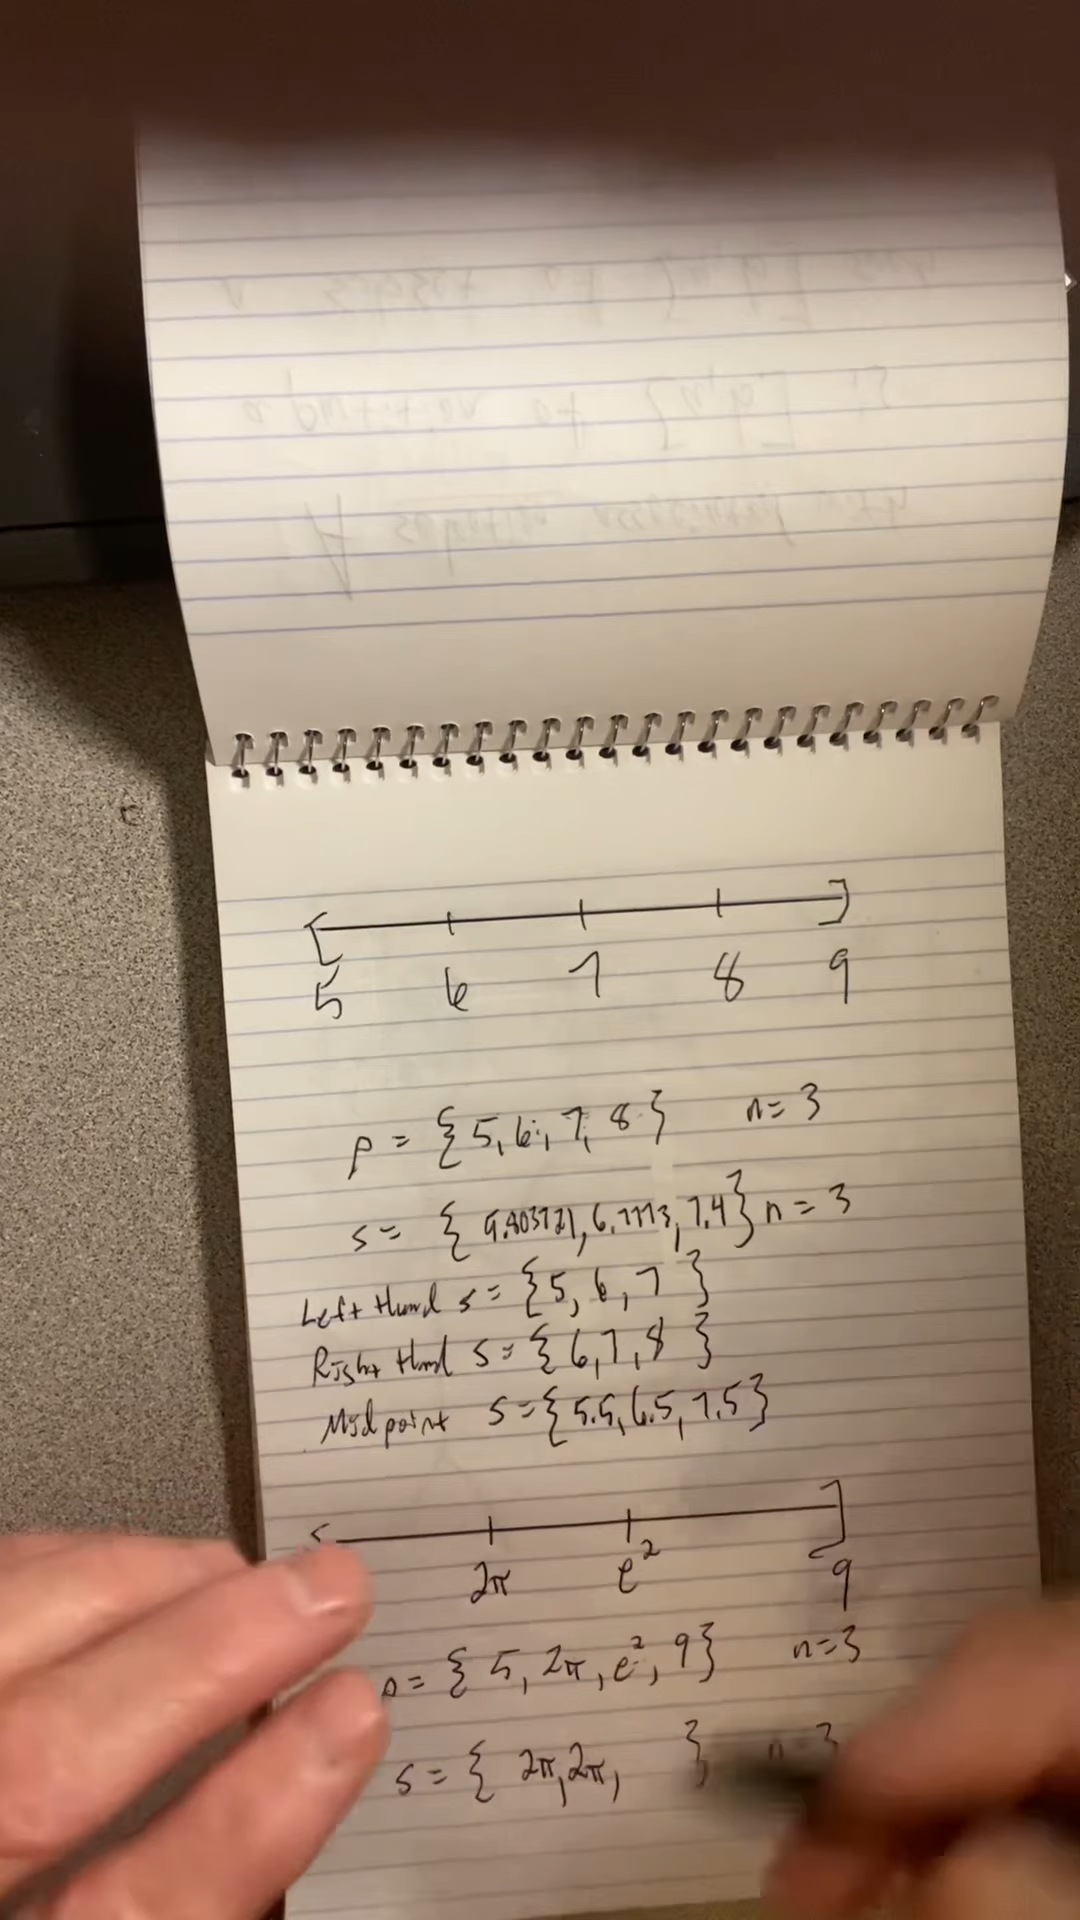 [ ]
5 6 7 8 9
P = { 5, 6, 7, 8 } n = 3
s = { 5.803721, 6.7773, 7.4 } n = 3
Left Hand s = { 5, 6, 7 }
Right Hand s = { 6, 7, 8 }
Midpoint s = { 5.5, 6.5, 7.5 }
2π e² 9
p = { 5, 2π, e², 9 } n = 3
s = { 2π, 2π, } n = 3